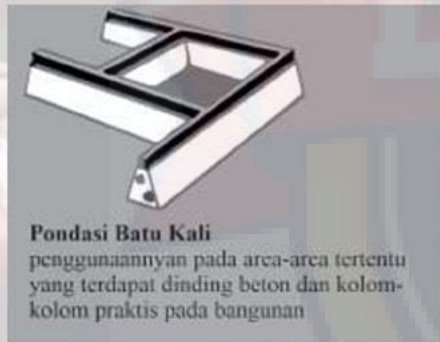 Pondasi Batu Kali
penggunaannyan pada area-area tertentu
yang terdapat dinding beton dan kolom-
kolom praktis pada bangunan